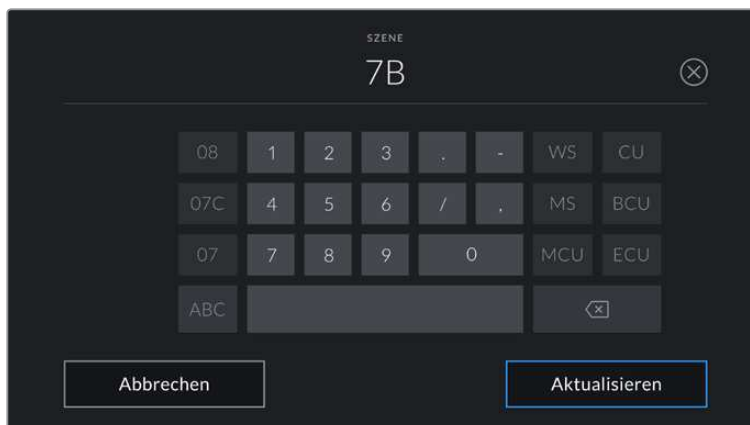 SZENE
7B
08 1 2 3 . - WS CU
07C 4 5 6 / , MS BCU
07 7 8 9 0 MCU ECU
ABC
Abbrechen Aktualisieren